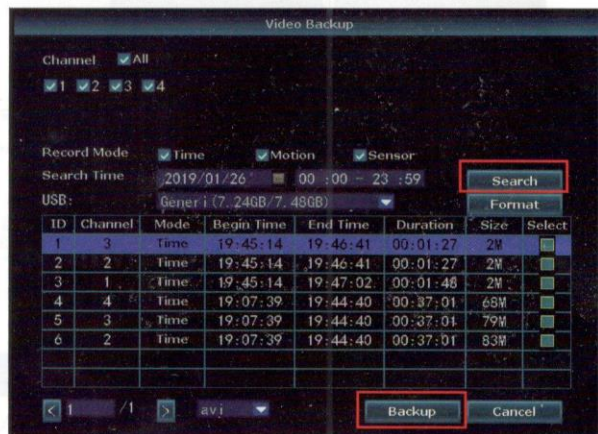 Video Backup
Channel All
1 2 3 4
Record Mode Time Motion Sensor
Search Time 2019/01/26 00 :00 - 23 :59 Search
USB: Generi(7.24GB/7.48GB) Format
ID Channel Mode Begin Time End Time Duration Size Select
1 3 Time 19:45:14 19:46:41 00:01:27 2M
2 2 Time 19:45:14 19:46:41 00:01:27 2M
3 1 Time 19:45:14 19:47:02 00:01:48 2M
4 4 Time 19:07:39 19:44:40 00:37:01 68M
5 3 Time 19:07:39 19:44:40 00:37:01 79M
6 2 Time 19:07:39 19:44:40 00:37:01 83M
< 1 /1 > avi Backup Cancel